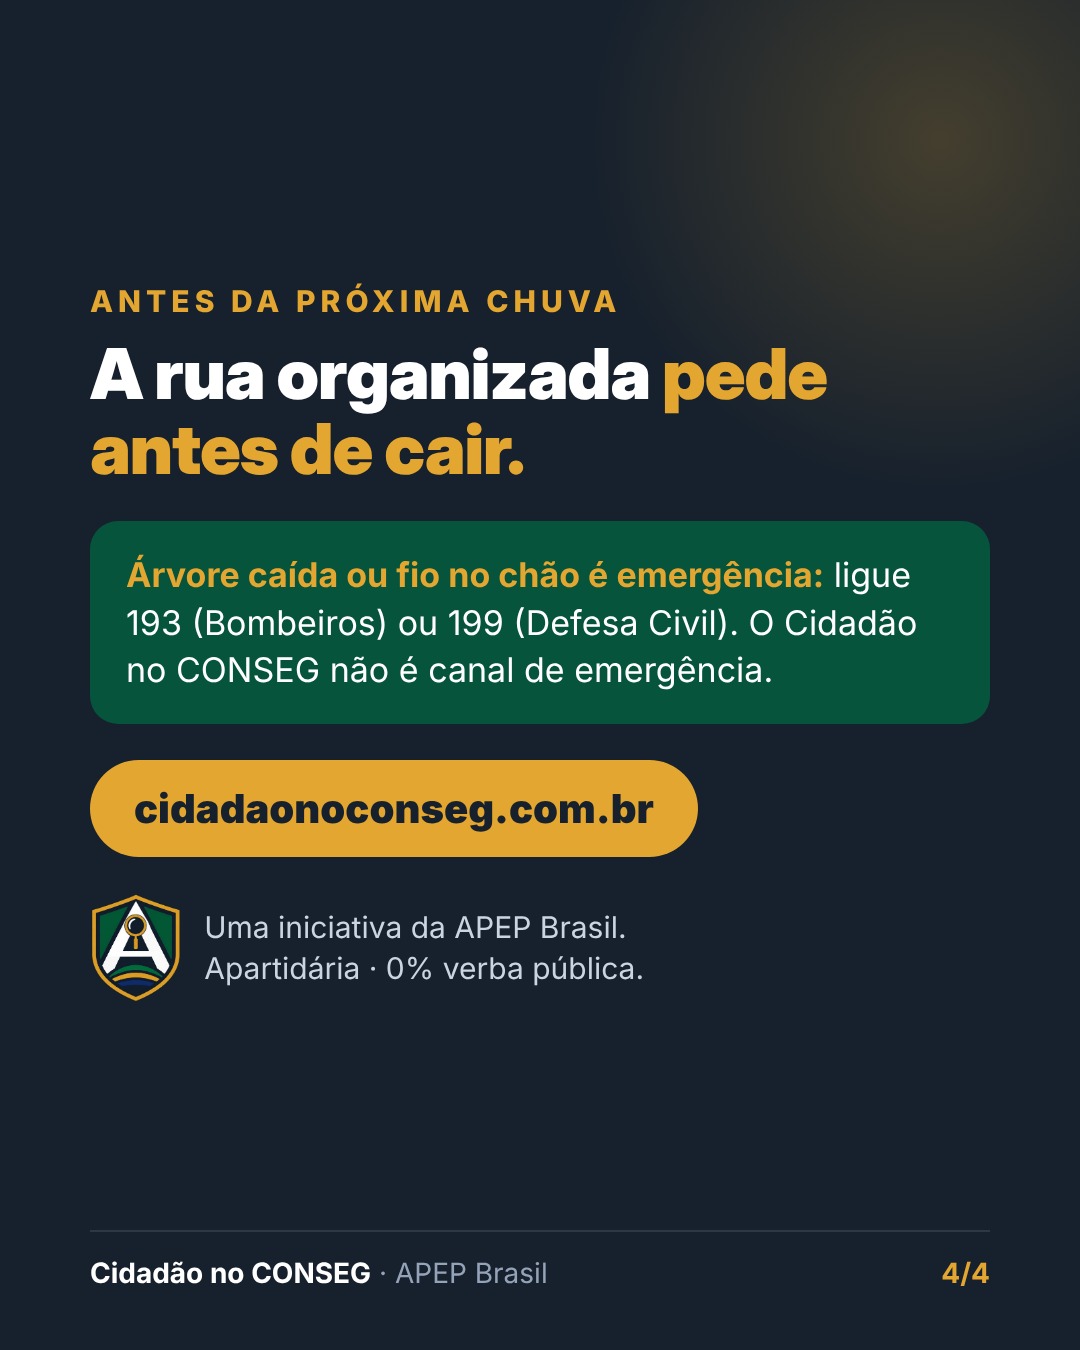 ANTES DA PRÓXIMA CHUVA
A rua organizada pede
antes de cair.
Árvore caída ou fio no chão é emergência: ligue
193 (Bombeiros) ou 199 (Defesa Civil). O Cidadão
no CONSEG não é canal de emergência.
cidadaonoconseg.com.br
Uma iniciativa da APEP Brasil.
Apartidária · 0% verba pública.
Cidadão no CONSEG · APEP Brasil
4/4